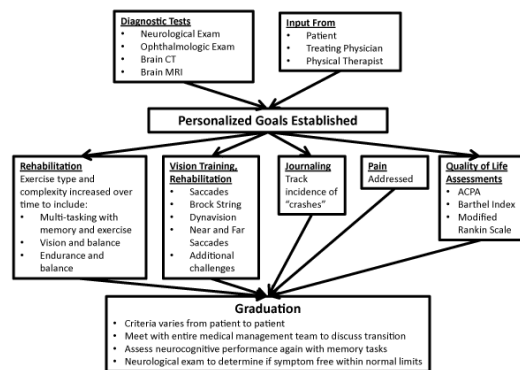 Diagnostic Tests
• Neurological Exam
• Ophthalmologic Exam
• Brain CT
• Brain MRI
Input From
• Patient
• Treating Physician
• Physical Therapist
Personalized Goals Established
Rehabilitation
Exercise type and
complexity increased over
time to include:
• Multi-tasking with
memory and exercise
• Vision and balance
• Endurance and
balance
Vision Training,
Rehabilitation
• Saccades
• Brock String
• Dynavision
• Near and Far
Saccades
• Additional
challenges
Journaling
Track
incidence of
“crashes”
Pain
Addressed
Quality of Life
Assessments
• ACPA
• Barthel Index
• Modified
Rankin Scale
Graduation
• Criteria varies from patient to patient
• Meet with entire medical management team to discuss transition
• Assess neurocognitive performance again with memory tasks
• Neurological exam to determine if symptom free within normal limits